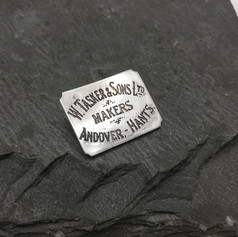 W. TASKER & SONS LTD
MAKERS
ANDOVER,- HANTS.